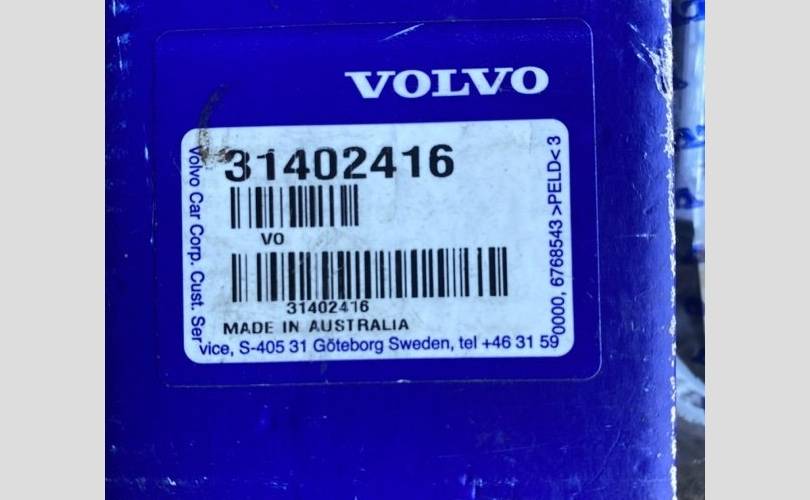 VOLVO
31402416
VO
31402416
MADE IN AUSTRALIA
Volvo Car Corp. Cust. Service, S-405 31 Göteborg Sweden, tel +46 31 590000, 6768543 >PELD< 3